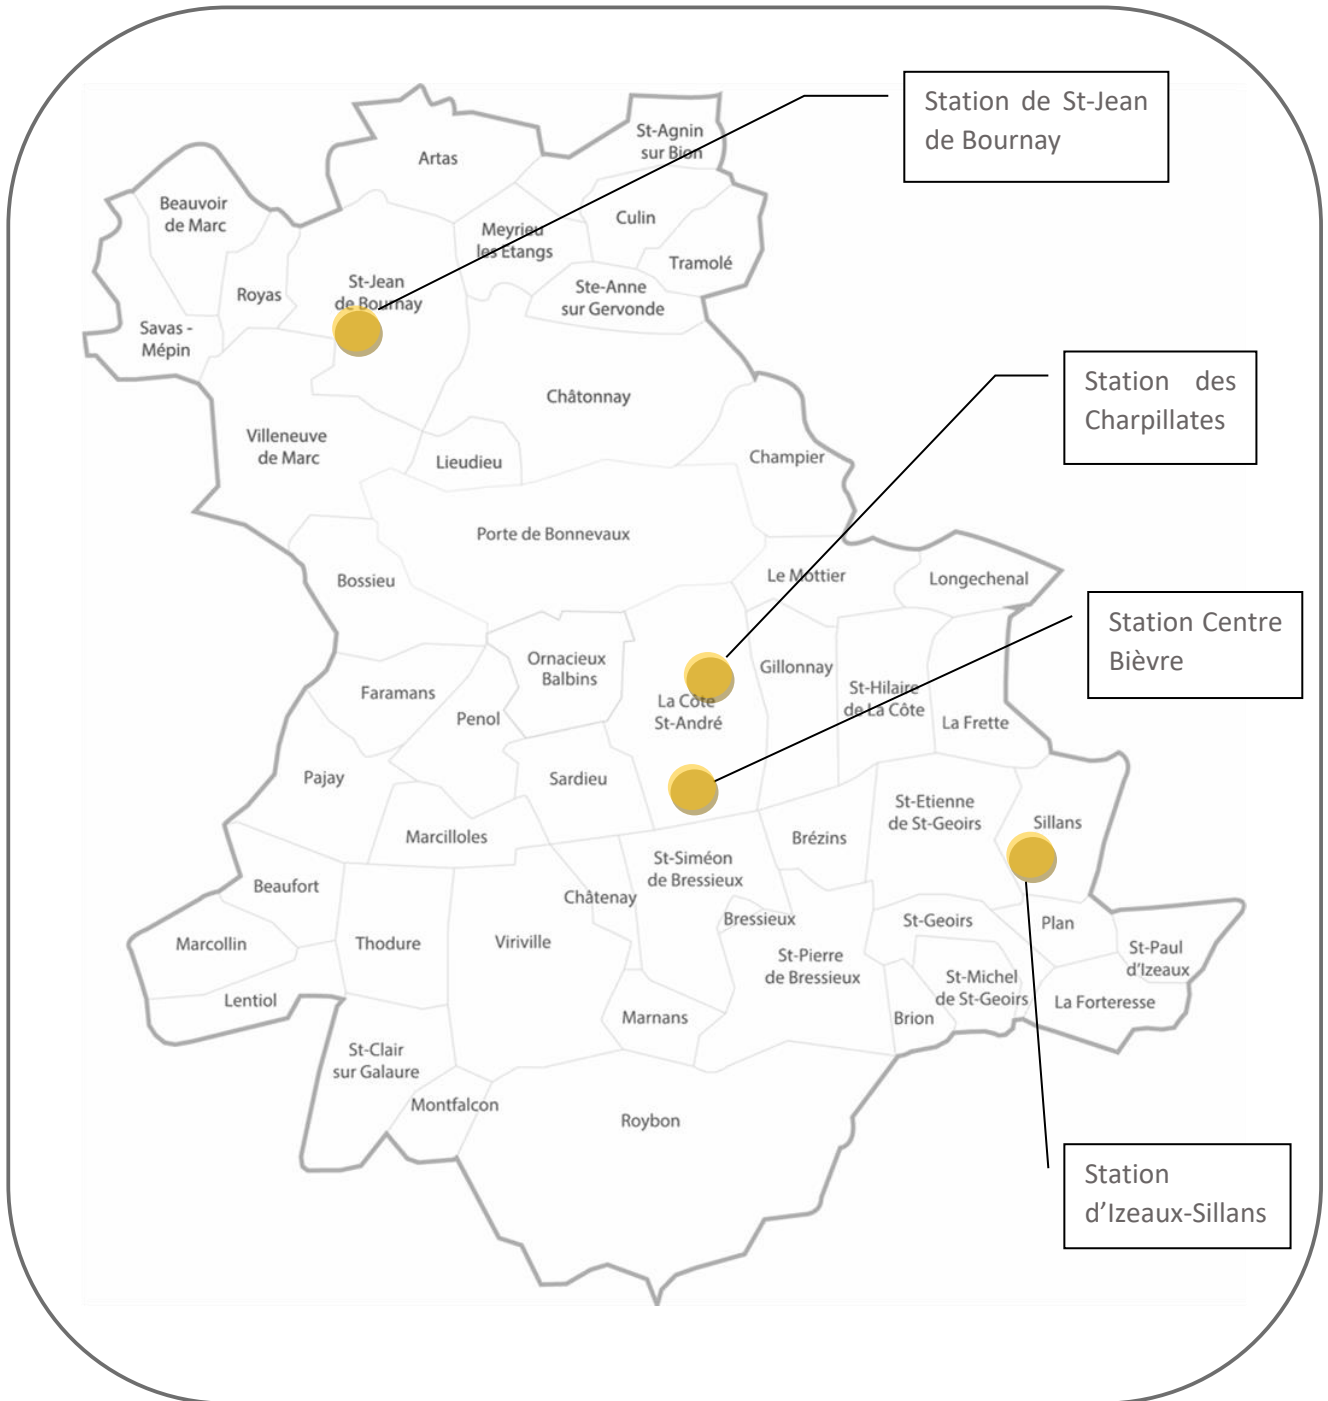 Station de St-Jean
de Bournay
St-Agnin
sur Bion
Artas
Beauvoir
de Marc
Culin
Meyrieu
les Etangs
Tramolé
St-Jean
de Bournay
Royas
Ste-Anne
sur Gervonde
Savas -
Mépin
Station des
Charpillates
Châtonnay
Villeneuve
de Marc
Lieudieu
Champier
Porte de Bonnevaux
Bossieu
Le Mottier
Longechenal
Station Centre
Bièvre
Ornacieux
Balbins
Gillonnay
Faramans
St-Hilaire
de La Côte
La Côte
St-André
Penol
La Frette
Pajay
Sardieu
St-Etienne
de St-Geoirs
Sillans
Marcilloles
Brézins
St-Siméon
de Bressieux
Beaufort
Châtenay
Bressieux
St-Geoirs
Plan
Marcollin
Thodure
Viriville
St-Paul
d'Izeaux
St-Pierre
de Bressieux
St-Michel
de St-Geoirs
Lentiol
La Forteresse
Marnans
Brion
St-Clair
sur Galaure
Montfalcon
Roybon
Station
d'Izeaux-Sillans